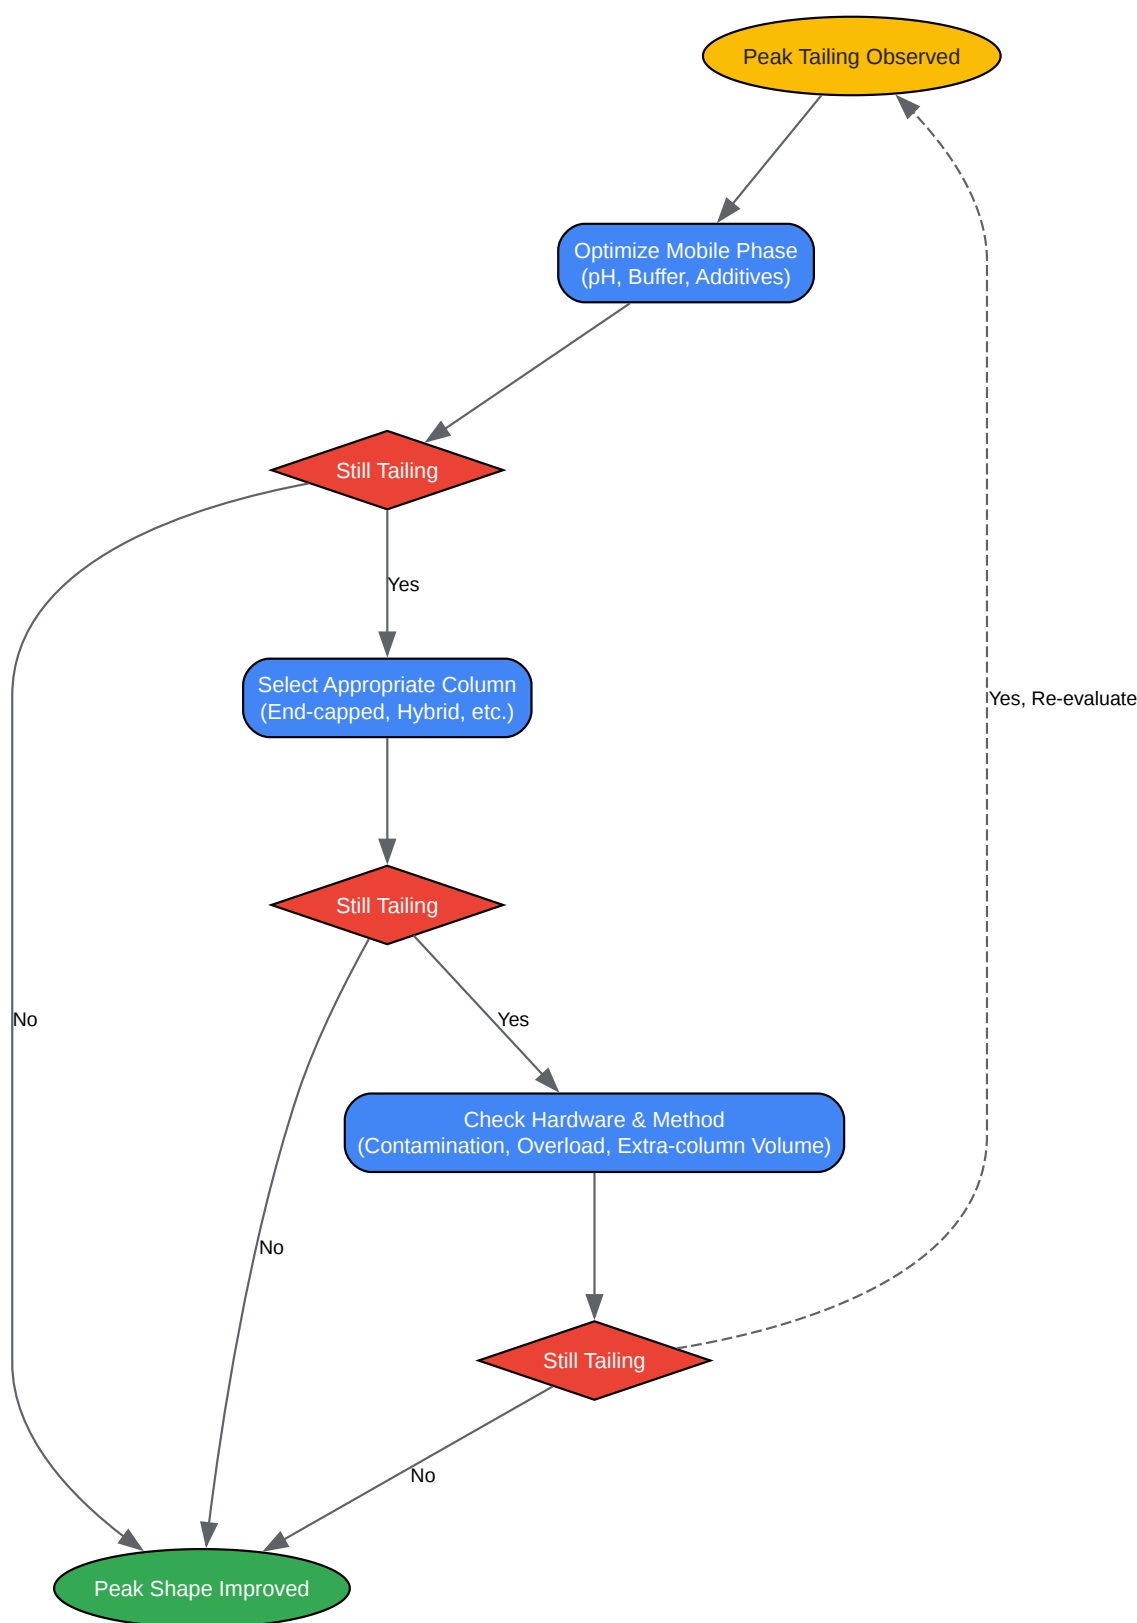 Peak Tailing Observed
Optimize Mobile Phase
(pH, Buffer, Additives)
Still Tailing
Yes
Select Appropriate Column
(End-capped, Hybrid, etc.)
Yes, Re-evaluate
Still Tailing
No
Yes
Check Hardware & Method
(Contamination, Overload, Extra-column Volume)
No
Still Tailing
No
Peak Shape Improved